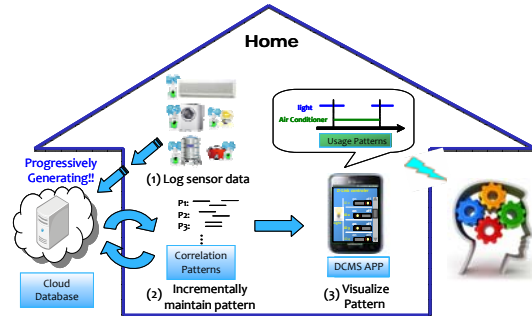 Home
light
Air Conditioner
Usage Patterns
Progressively
Generating!!
(1) Log sensor data
P1:
P2:
P3:
Correlation
Patterns
DCMS APP
Cloud
Database
(2) Incrementally
maintain pattern
(3) Visualize
Pattern